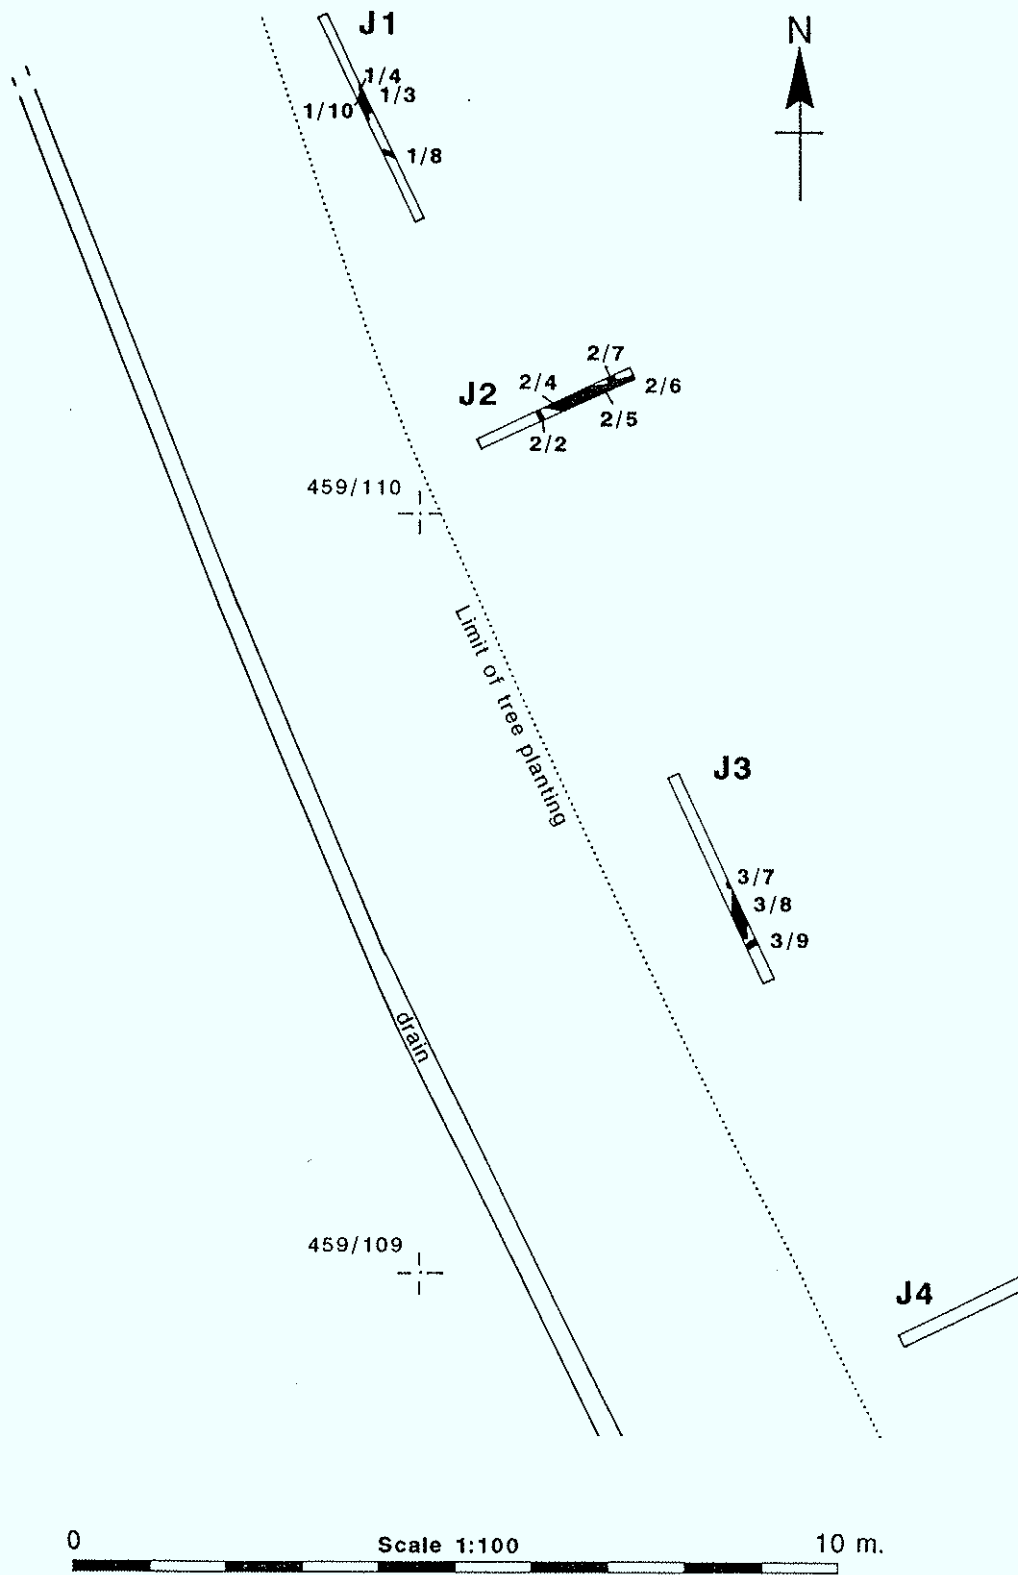 J1
N
1/4
1/3
1/10
1/8
2/7
J2
2/4
2/6
2/5
2/2
459/110
Limit of tree planting
J3
3/7
3/8
3/9
drain
459/109
J4
0
Scale 1:100
10 m.